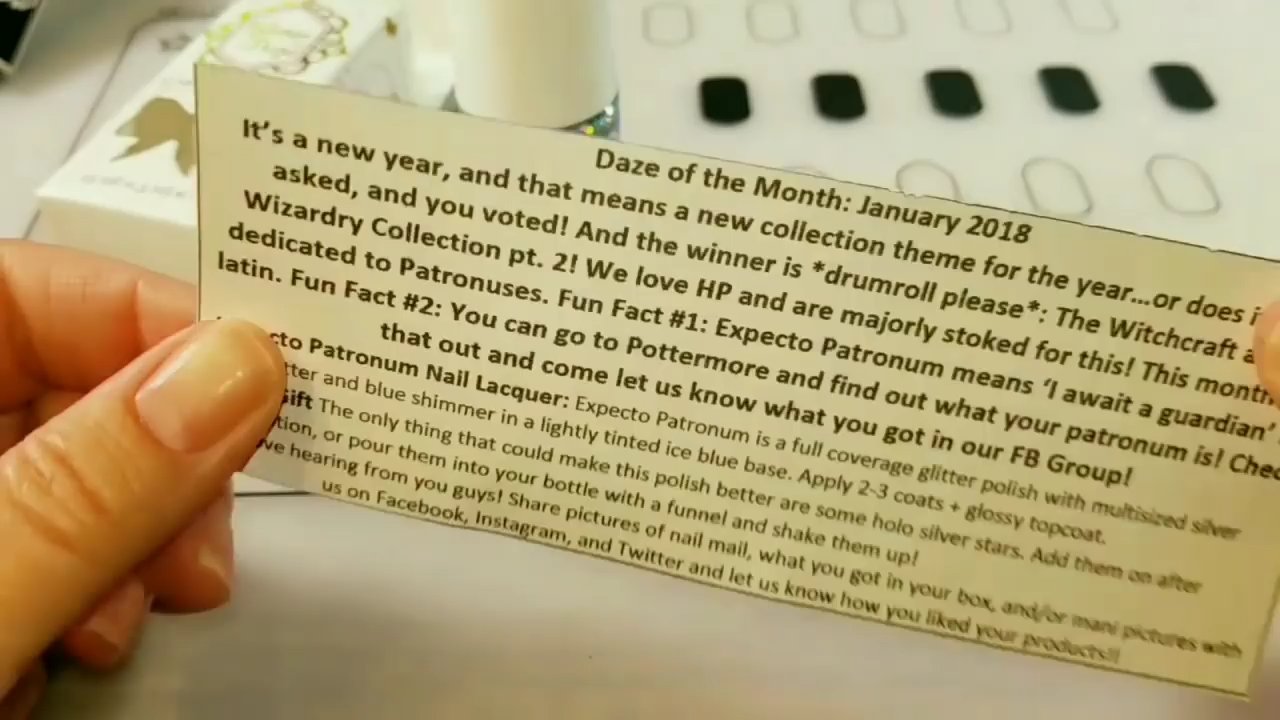 Daze of the Month: January 2018
It's a new year, and that means a new collection theme for the year...or does i
asked, and you voted! And the winner is *drumroll please*: The Witchcraft a
Wizardry Collection pt. 2! We love HP and are majorly stoked for this! This month
dedicated to Patronuses. Fun Fact #1: Expecto Patronum means 'I await a guardian'
latin. Fun Fact #2: You can go to Pottermore and find out what your patronum is! Chec
that out and come let us know what you got in our FB Group!
cto Patronum Nail Lacquer: Expecto Patronum is a full coverage glitter polish with multisized silver
tter and blue shimmer in a lightly tinted ice blue base. Apply 2-3 coats + glossy topcoat.
Gift The only thing that could make this polish better are some holo silver stars. Add them on after
tion, or pour them into your bottle with a funnel and shake them up!
ve hearing from you guys! Share pictures of nail mail, what you got in your box, and/or mani pictures with
us on Facebook, Instagram, and Twitter and let us know how you liked your products!!